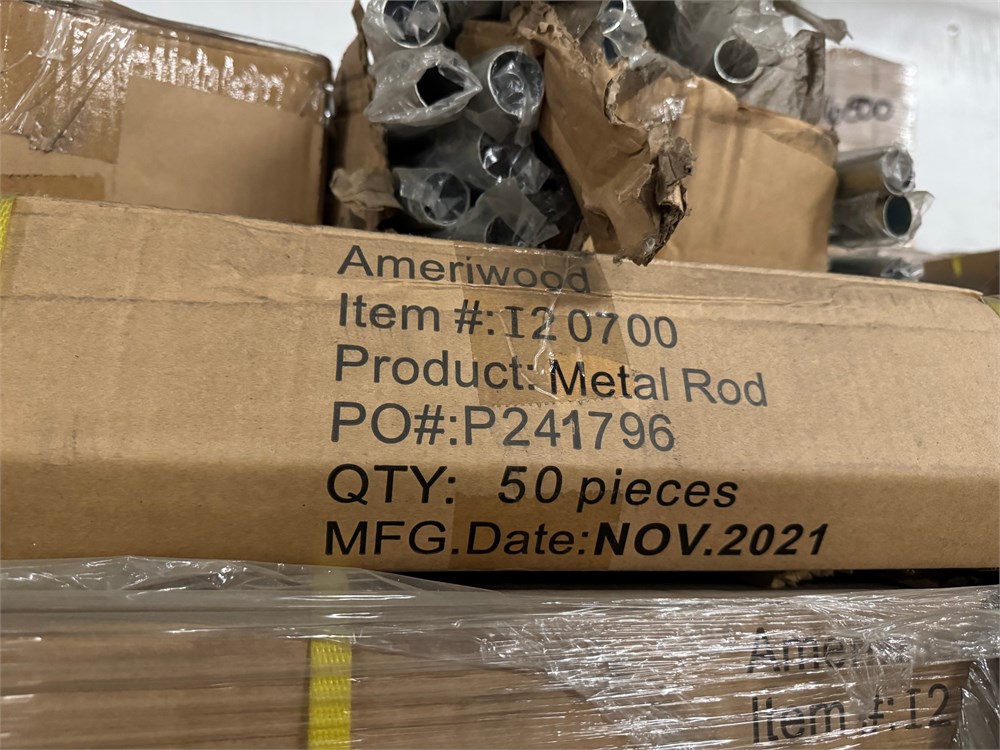 Ameriwood
Item #:I2 0700
Product: Metal Rod
PO#:P241796
QTY: 50 pieces
MFG.Date:NOV.2021
Item #:I2